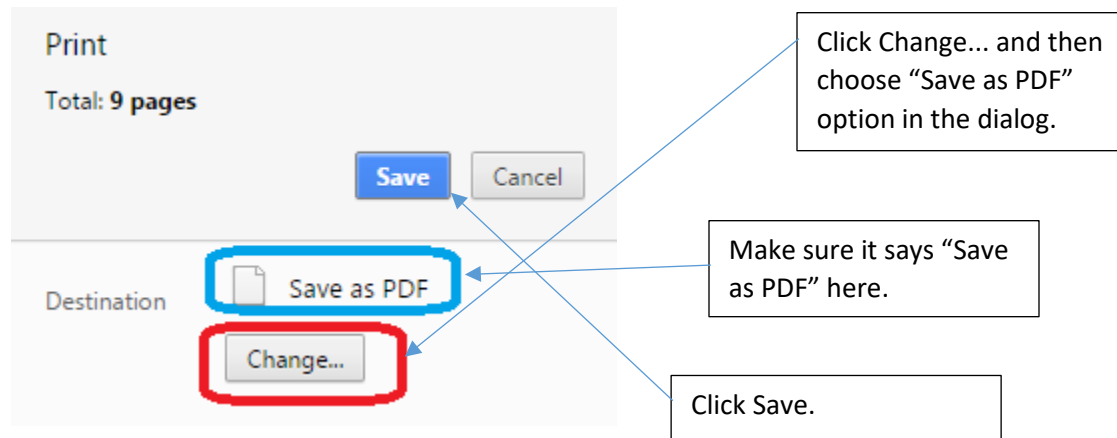 Print
Total: 9 pages
Save Cancel
Destination
Save as PDF
Change...
Click Change... and then
choose “Save as PDF”
option in the dialog.
Make sure it says “Save
as PDF” here.
Click Save.